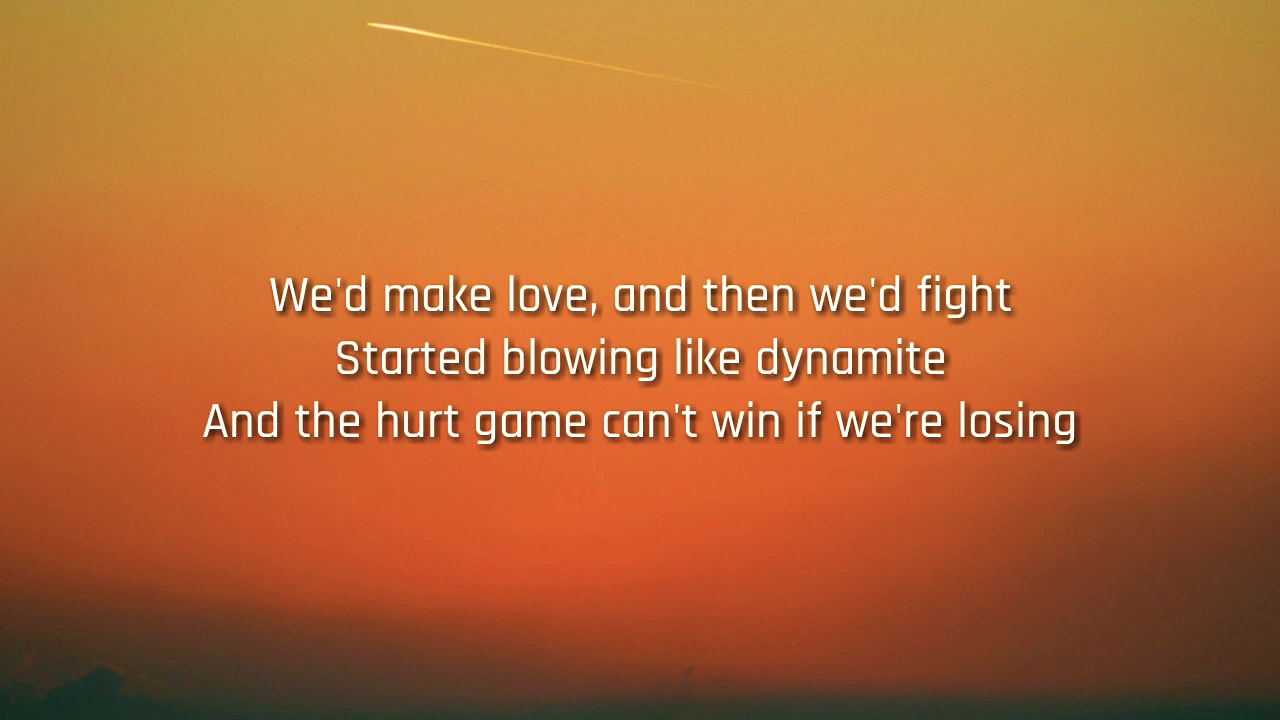 We'd make love, and then we'd fight
Started blowing like dynamite
And the hurt game can't win if we're losing